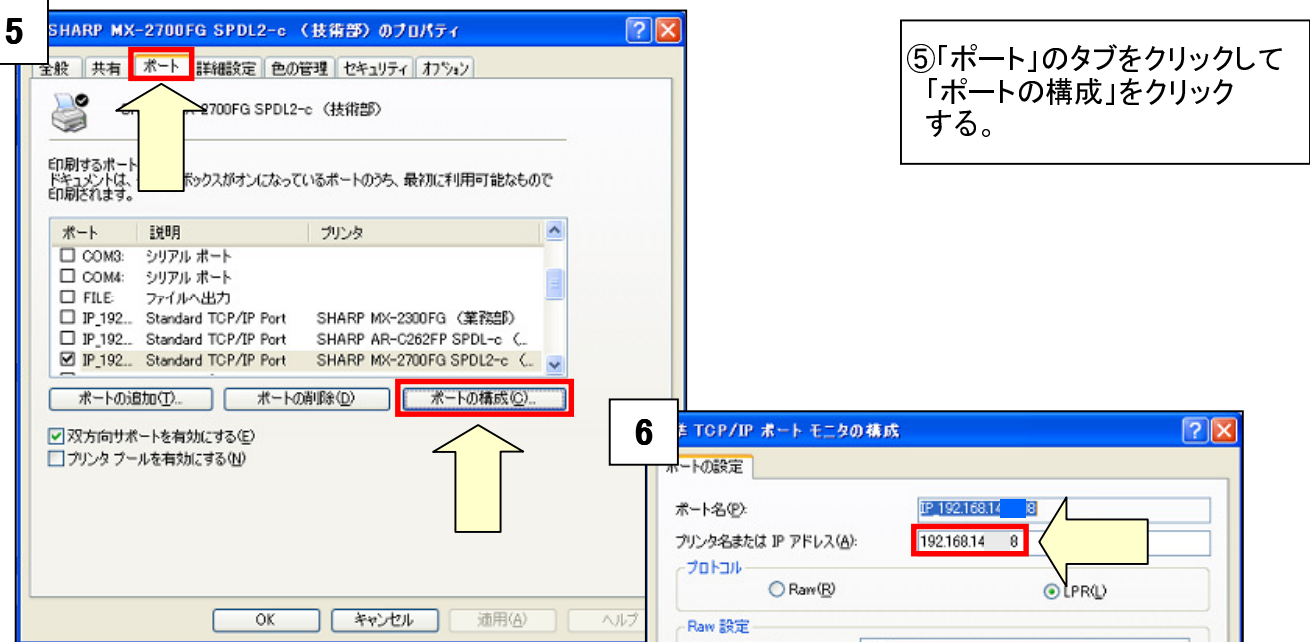 5
SHARP MX-2700FG SPDL2-c （技術部）のプロパティ
全般 共有 ポート 詳細設定 色の管理 セキュリティ オプション
2700FG SPDL2-c （技術部）
印刷するポート
ドキュメントは、 ボックスがオンになっているポートのうち、最初に利用可能なもので
印刷されます。
ポート 説明 プリンタ
COM3: シリアル ポート
COM4: シリアル ポート
FILE: ファイルへ出力
IP_192... Standard TCP/IP Port SHARP MX-2300FG （業務部）
IP_192... Standard TCP/IP Port SHARP AR-C262FP SPDL-c （...
IP_192... Standard TCP/IP Port SHARP MX-2700FG SPDL2-c （...
ポートの追加(T)... ポートの削除(D) ポートの構成(C)...
双方向サポートを有効にする(E)
プリンタ プールを有効にする(N)
OK キャンセル 適用(A) ヘルプ
⑤「ポート」のタブをクリックして
「ポートの構成」をクリック
する。
6
TCP/IP ポート モニタの構成
ポートの設定
ポート名(P): IP_192.168.14 8
プリンタ名または IP アドレス(A): 192.168.14 8
プロトコル
Raw(R) LPR(L)
Raw 設定